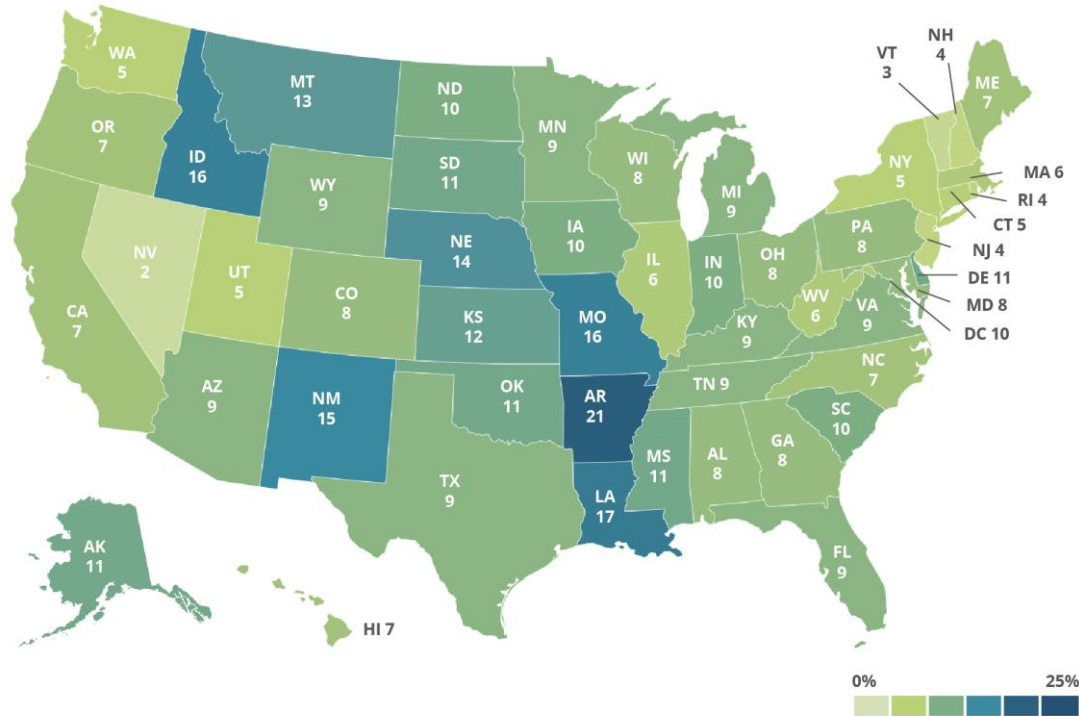 WA
5
OR
7
CA
7
NV
2
ID
16
MT
13
WY
9
UT
5
AZ
9
CO
8
NM
15
ND
10
SD
11
NE
14
KS
12
OK
11
TX
9
MN
9
IA
10
MO
16
AR
21
LA
17
WI
8
IL
6
MI
9
IN
10
OH
8
KY
9
TN 9
MS
11
AL
8
GA
8
FL
9
SC
10
NC
7
VA
9
WV
6
PA
8
NY
5
VT
3
NH
4
ME
7
MA 6
RI 4
CT 5
NJ 4
DE 11
MD 8
DC 10
AK
11
HI 7
0% 25%